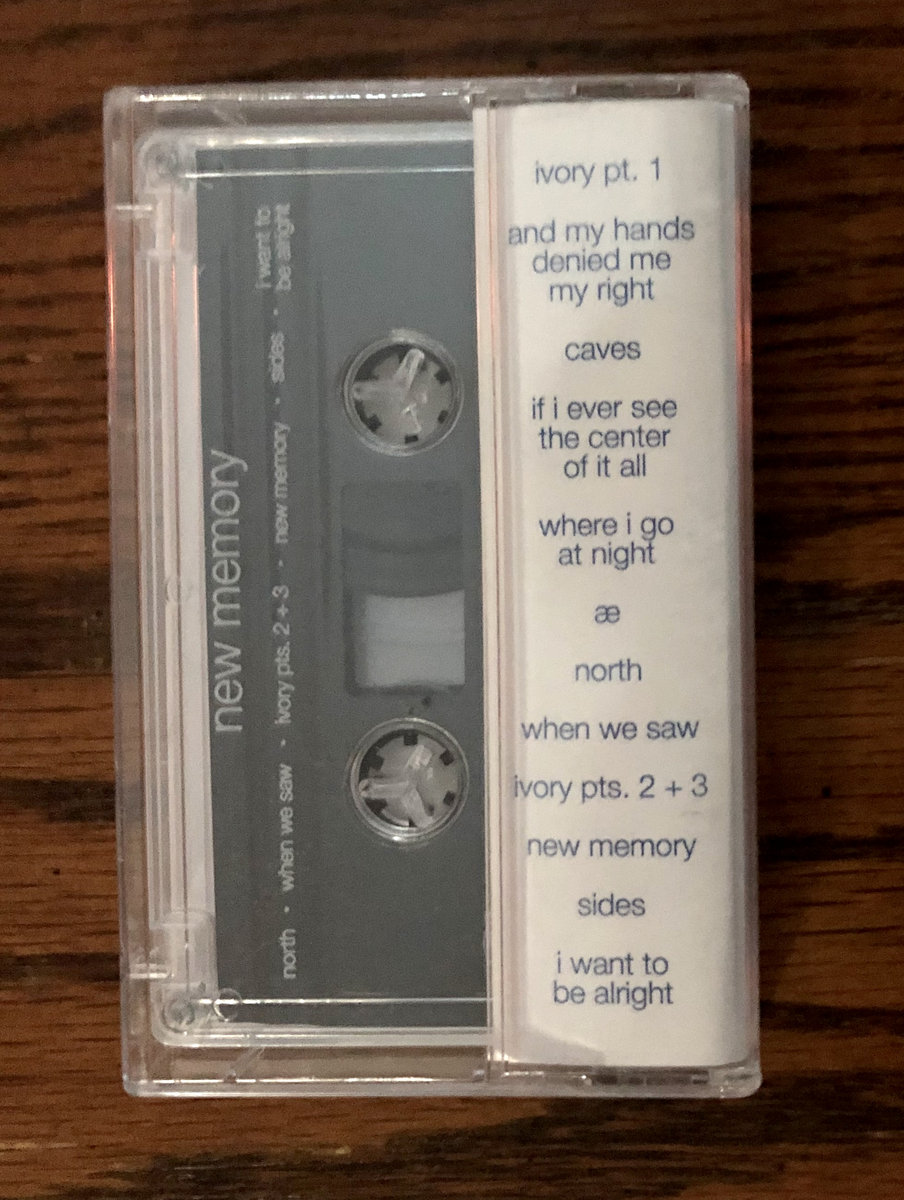 new memory
north • when we saw • ivory pts. 2 + 3 • new memory • sides • i want to
be alright
ivory pt. 1
and my hands
denied me
my right
caves
if i ever see
the center
of it all
where i go
at night
æ
north
when we saw
ivory pts. 2 + 3
new memory
sides
i want to
be alright